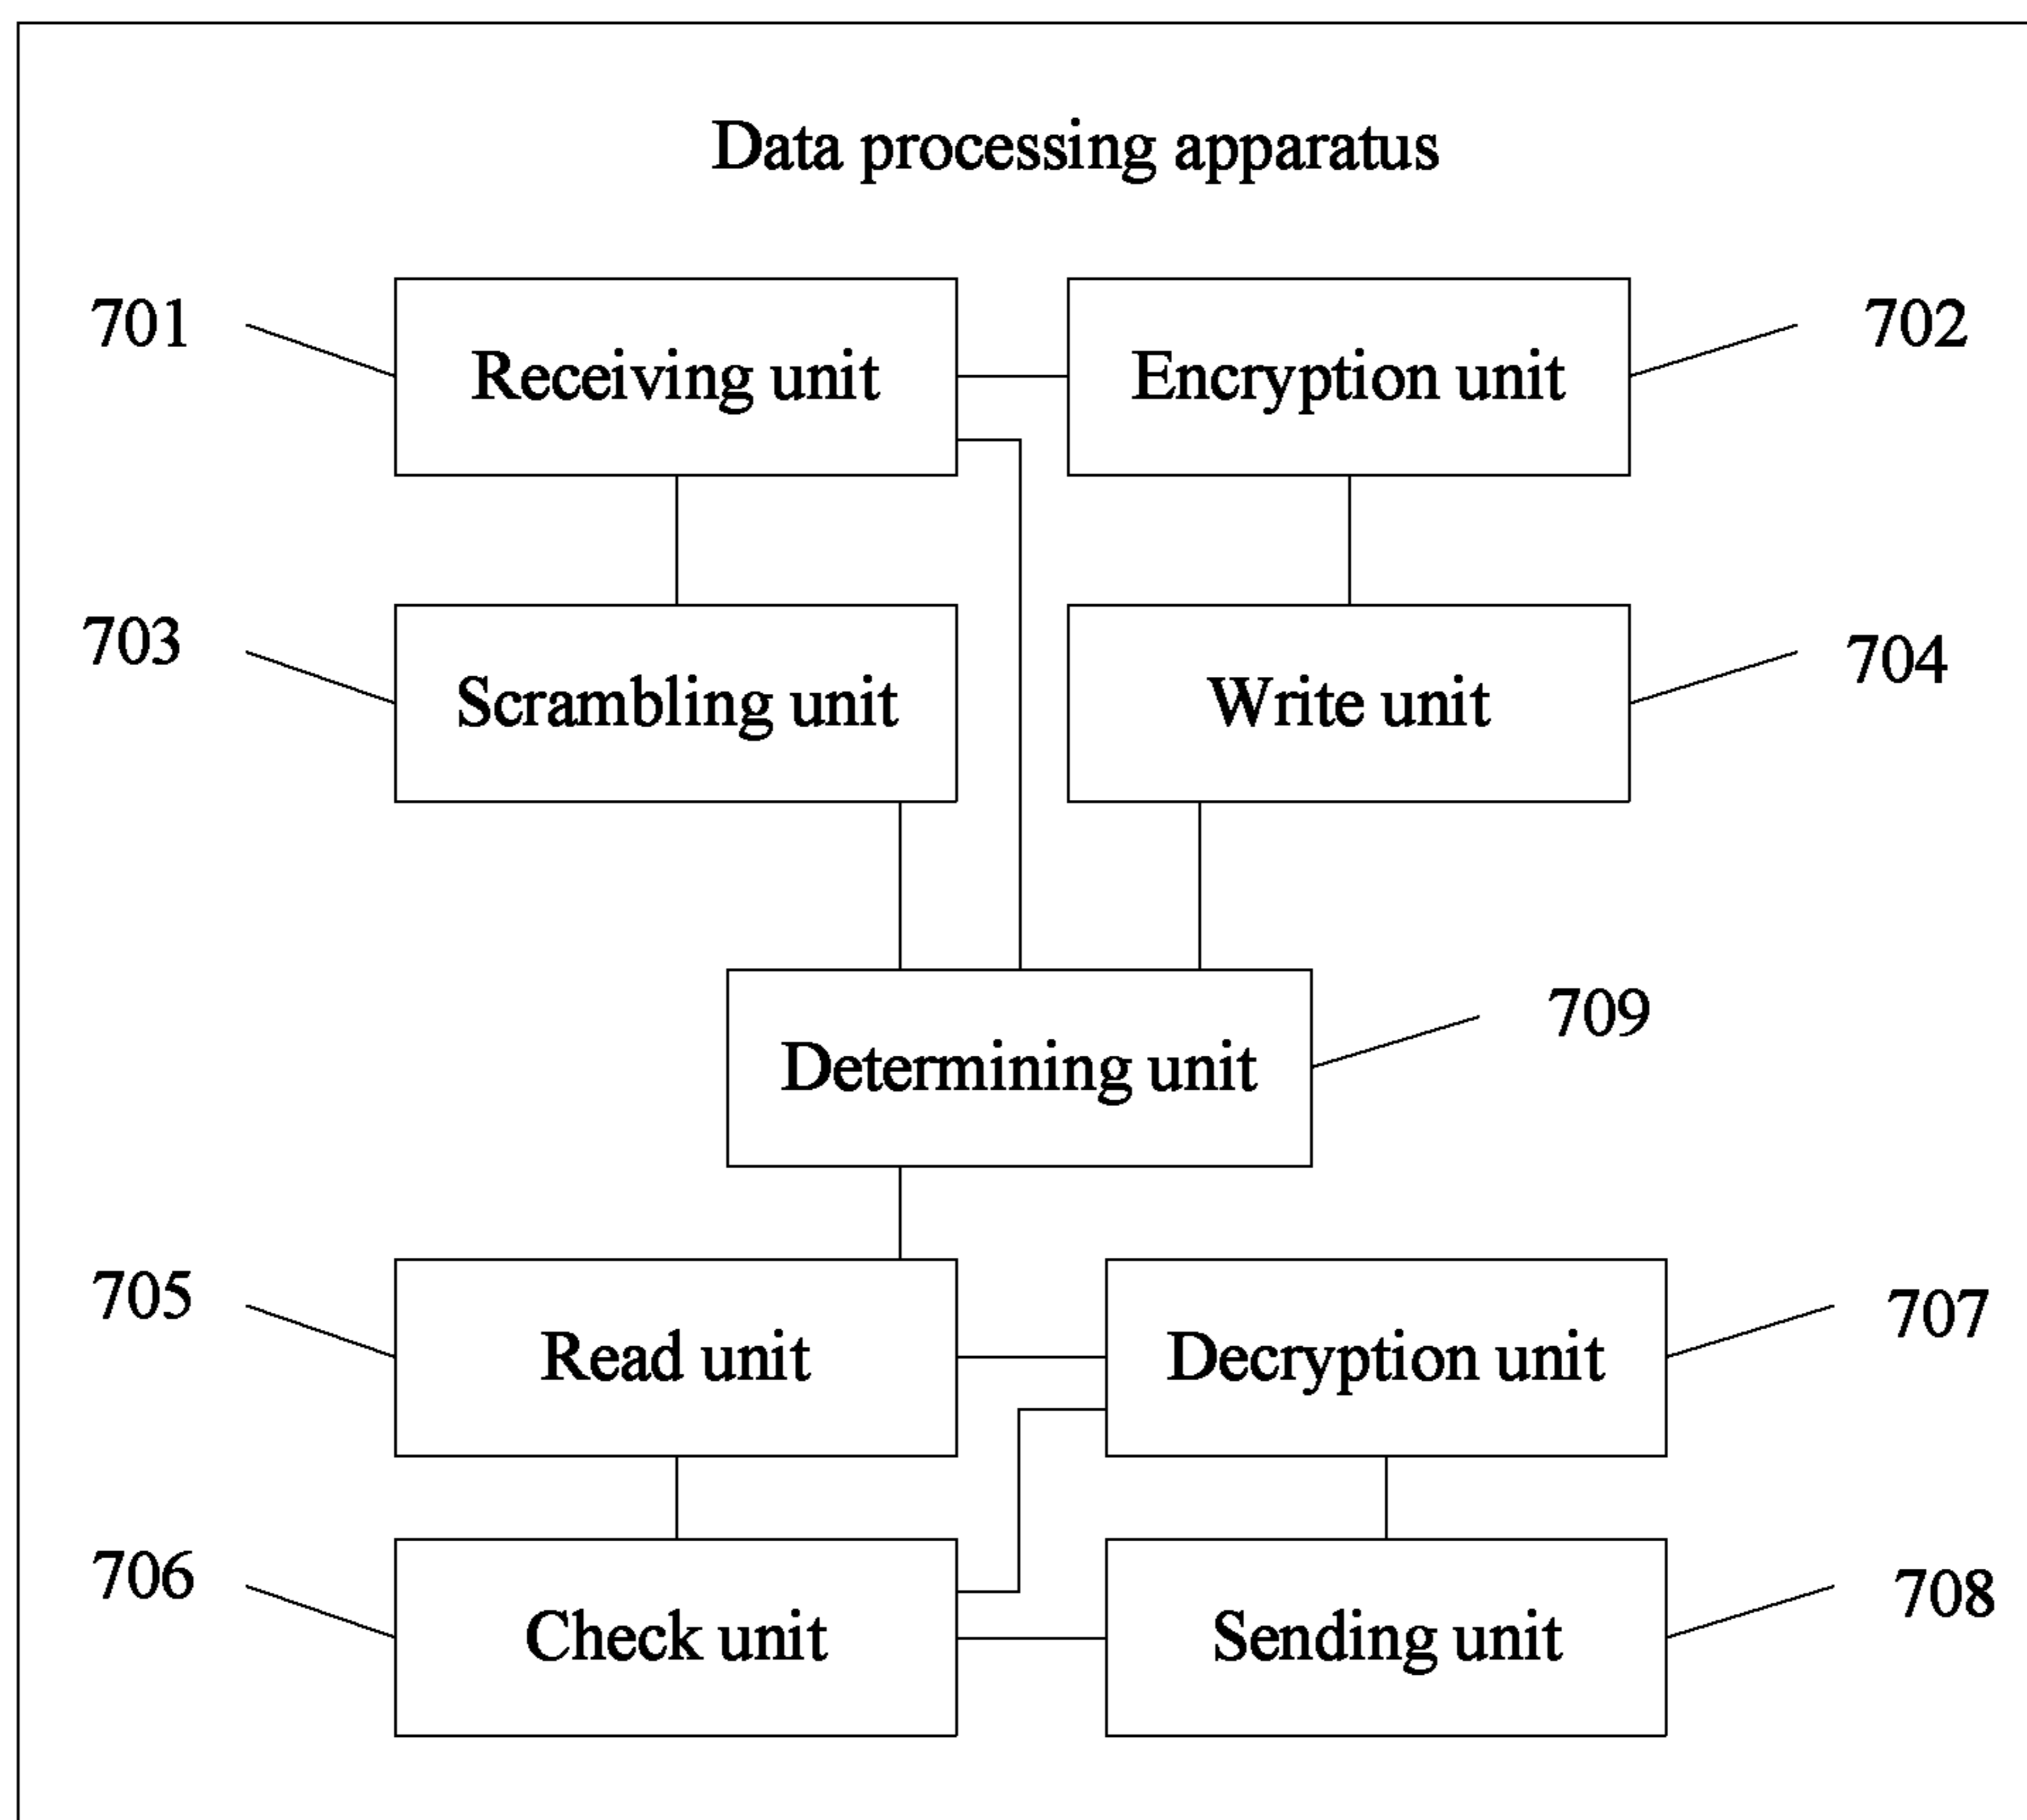 Data processing apparatus
701
Receiving unit
Encryption unit
702
703
Scrambling unit
Write unit
704
Determining unit
709
705
Read unit
Decryption unit
707
706
Check unit
Sending unit
708